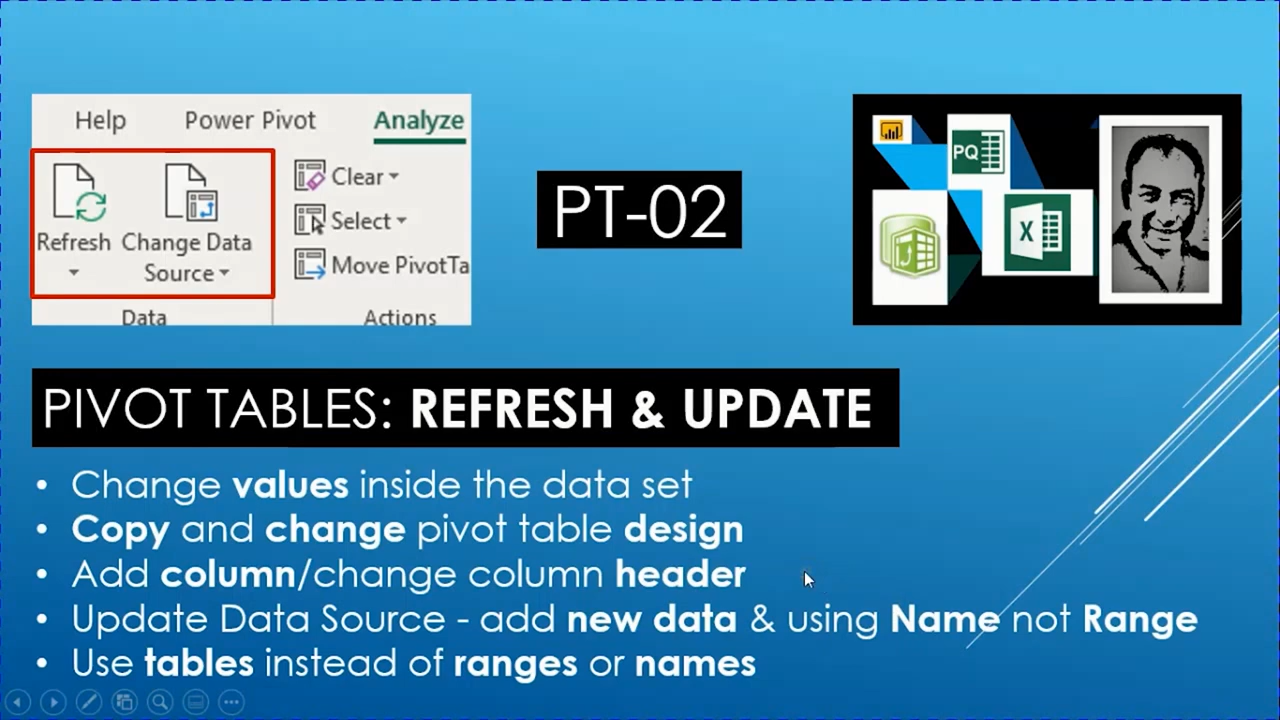 Help Power Pivot Analyze
Refresh
Change Data
Source
Clear
Select
Move PivotTa
Data
Actions
PT-02
PQ
X
PIVOT TABLES: REFRESH & UPDATE
• Change values inside the data set
• Copy and change pivot table design
• Add column/change column header
• Update Data Source - add new data & using Name not Range
• Use tables instead of ranges or names